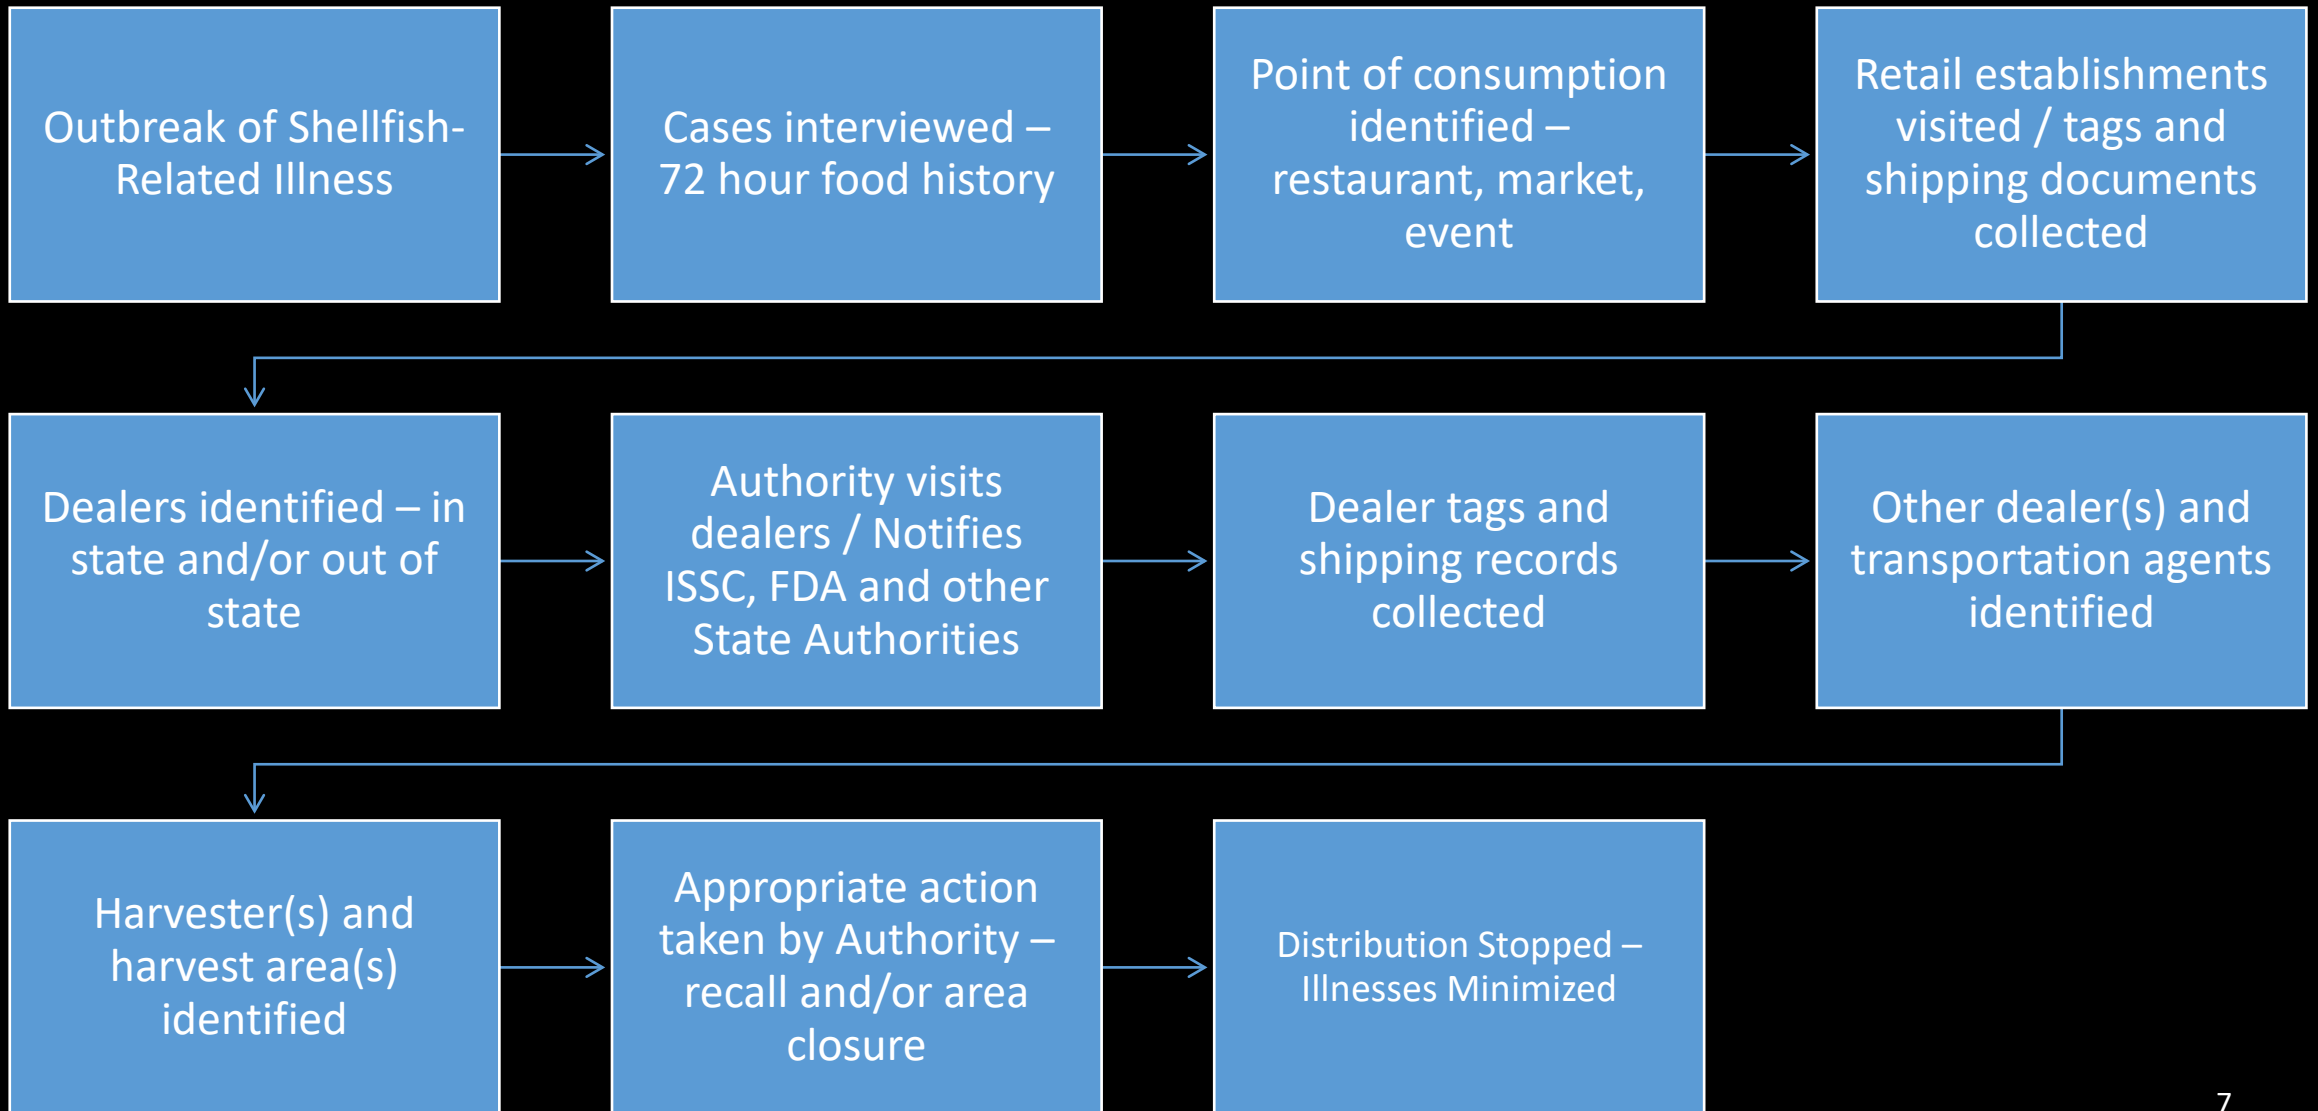 Outbreak of Shellfish-
Related Illness
Cases interviewed –
72 hour food history
Point of consumption
identified –
restaurant, market,
event
Retail establishments
visited / tags and
shipping documents
collected
Dealers identified – in
state and/or out of
state
Authority visits
dealers / Notifies
ISSC, FDA and other
State Authorities
Dealer tags and
shipping records
collected
Other dealer(s) and
transportation agents
identified
Harvester(s) and
harvest area(s)
identified
Appropriate action
taken by Authority –
recall and/or area
closure
Distribution Stopped –
Illnesses Minimized
7